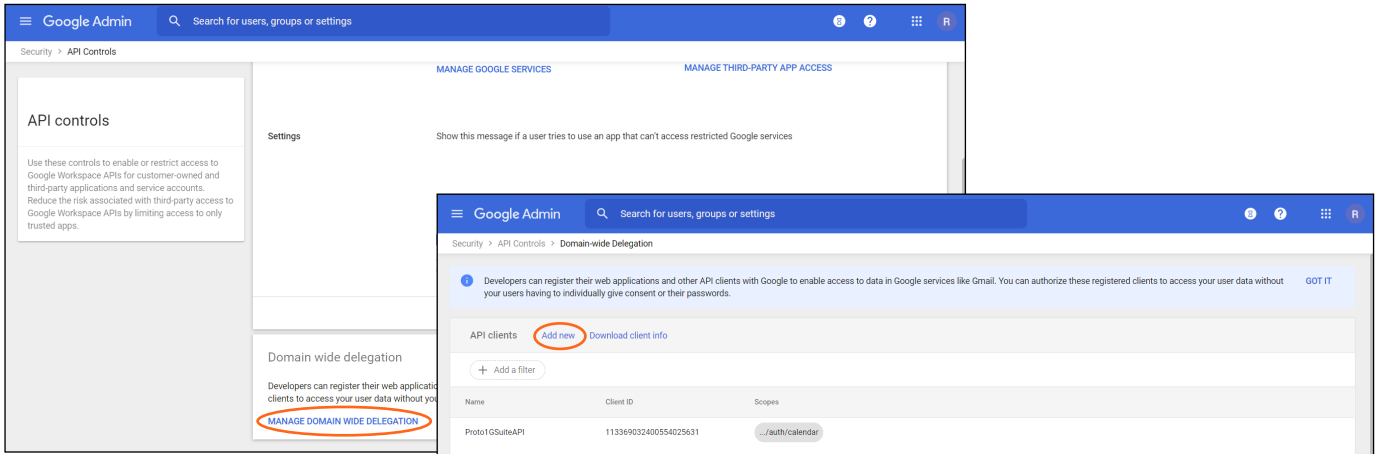 Google Admin
Search for users, groups or settings
R
Security > API Controls
API controls
Use these controls to enable or restrict access to
Google Workspace APIs for customer-owned and
third-party applications and service accounts.
Reduce the risk associated with third-party access to
Google Workspace APIs by limiting access to only
trusted apps.
MANAGE GOOGLE SERVICES
MANAGE THIRD-PARTY APP ACCESS
Settings
Show this message if a user tries to use an app that can't access restricted Google services
Domain wide delegation
Developers can register their web applicatio
clients to access your user data without you
MANAGE DOMAIN WIDE DELEGATION
Google Admin
Search for users, groups or settings
R
Security > API Controls > Domain-wide Delegation
Developers can register their web applications and other API clients with Google to enable access to data in Google services like Gmail. You can authorize these registered clients to access your user data without
your users having to individually give consent or their passwords.
GOT IT
API clients Add new Download client info
+ Add a filter
Name Client ID Scopes
Proto1GSuiteAPI 113369032400554025631 .../auth/calendar